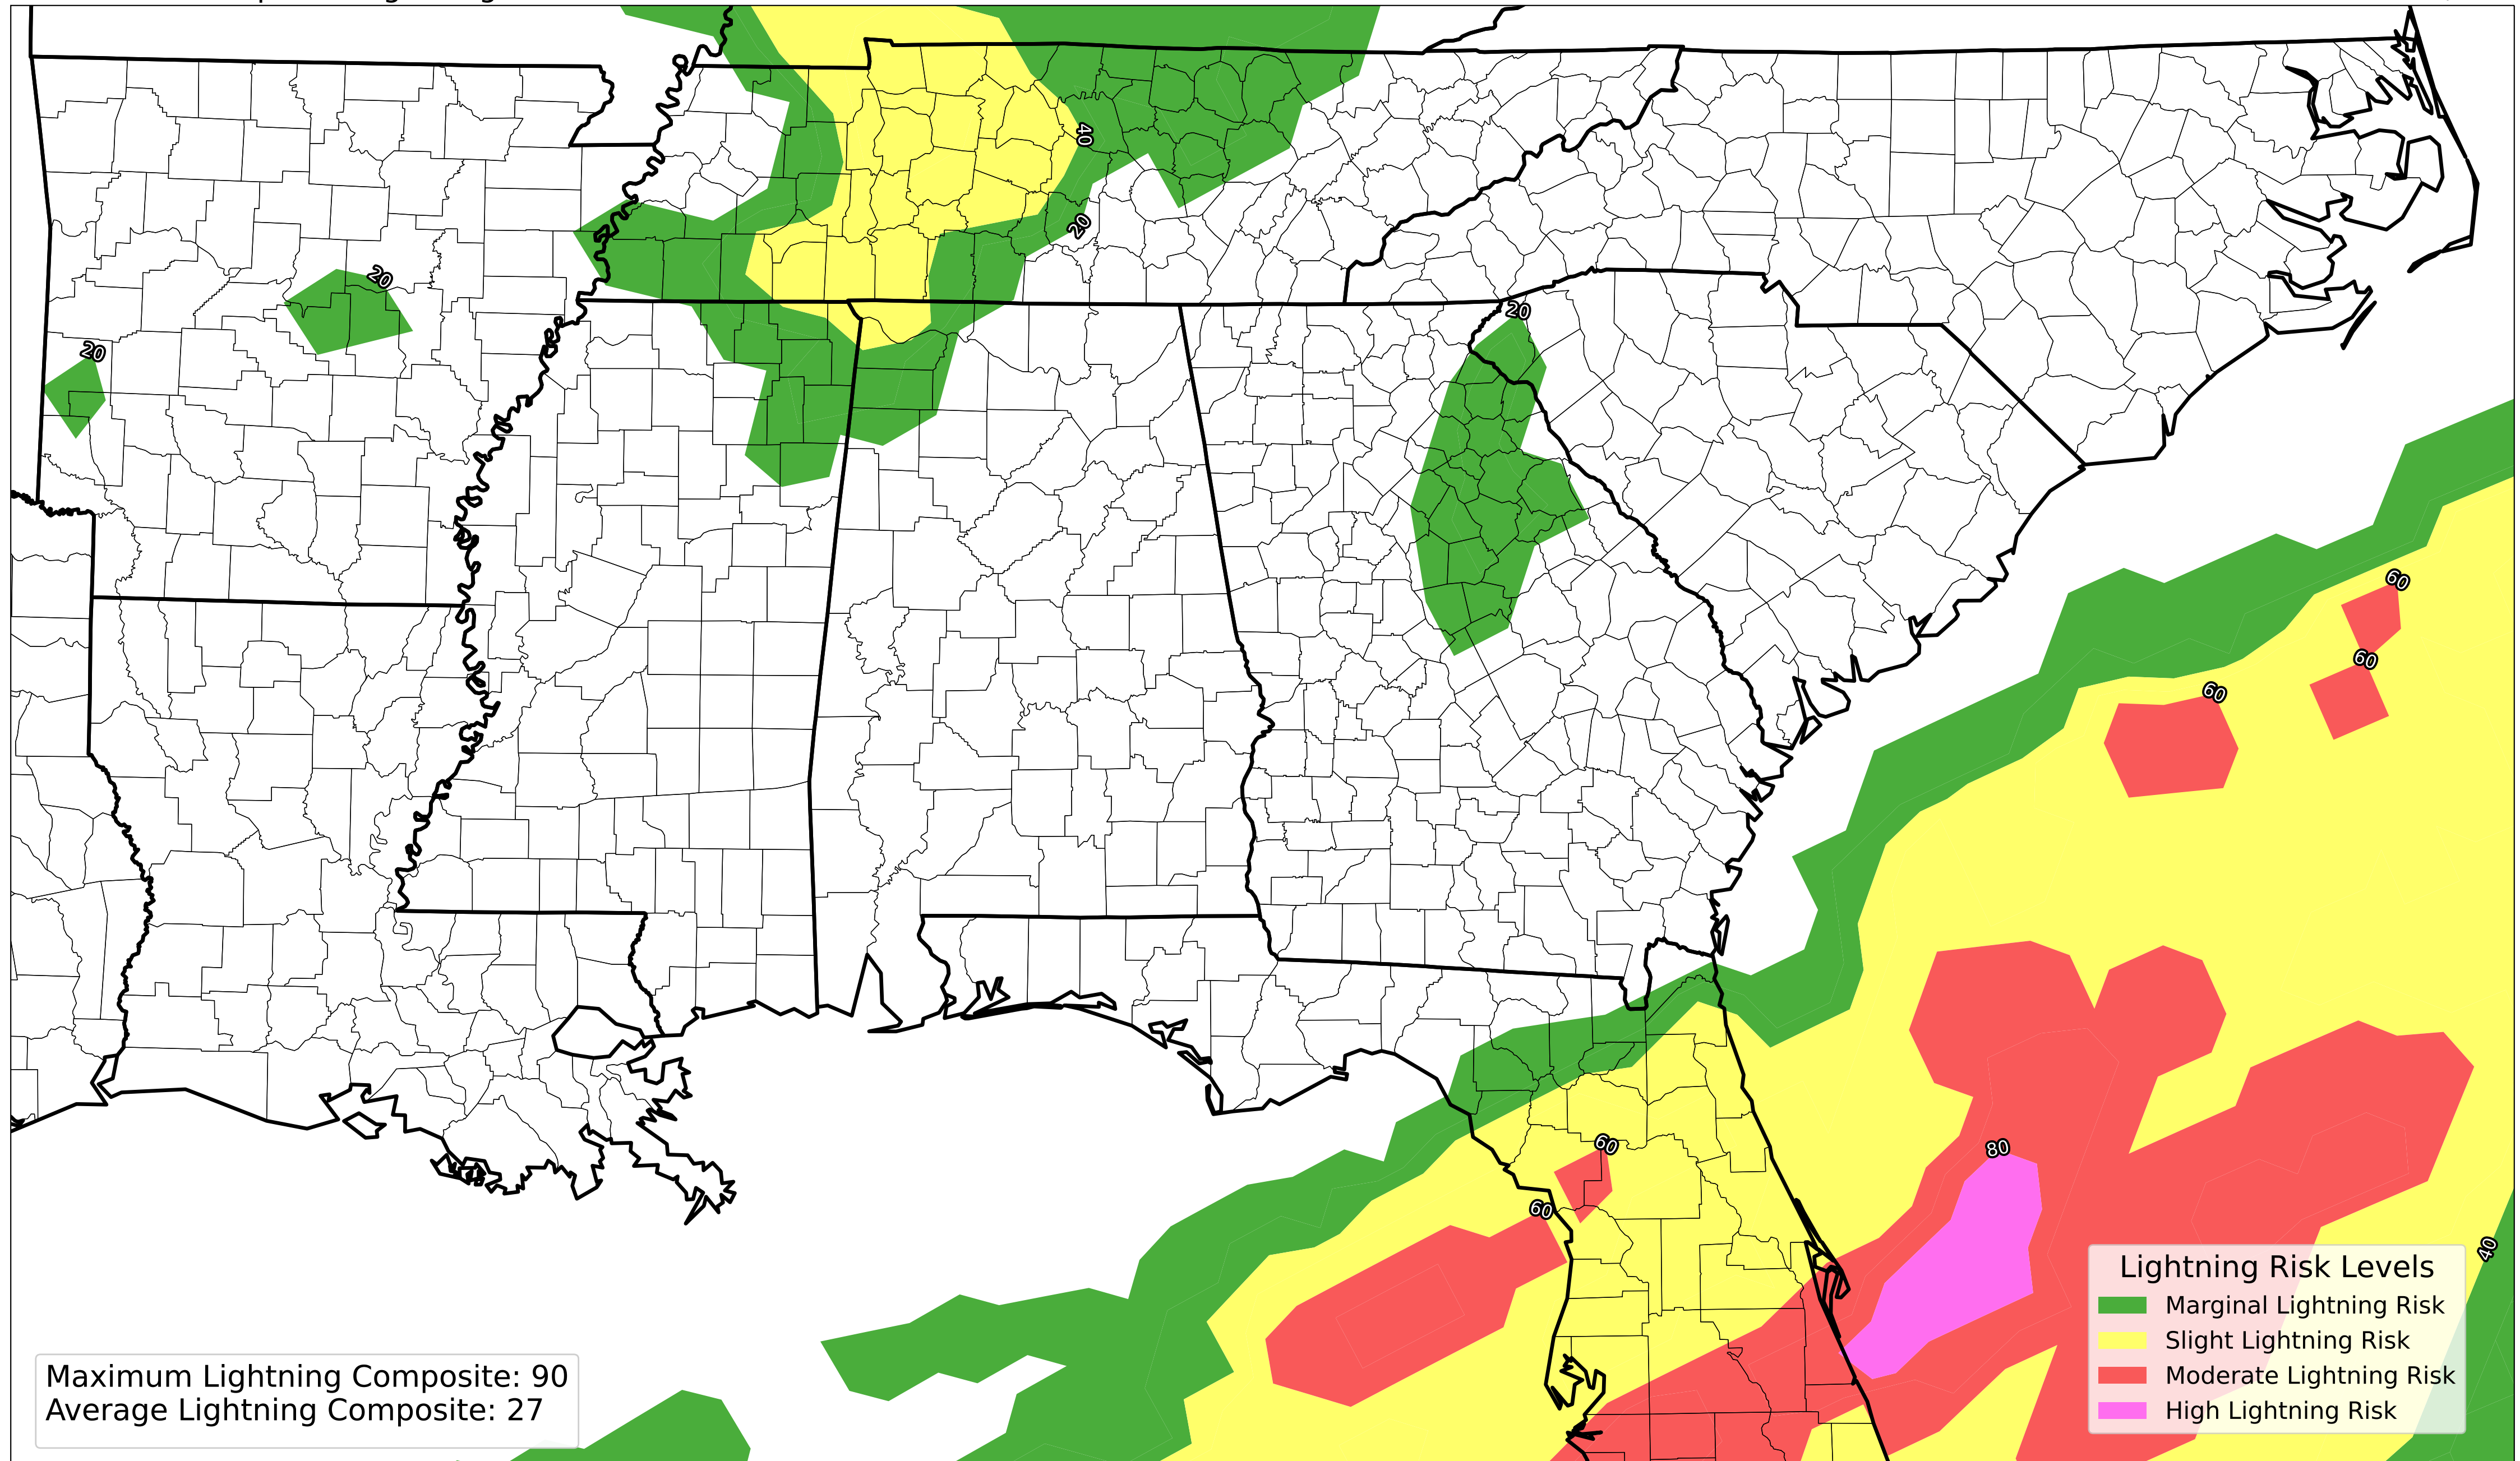 40
20
20
20
20
60
60
60
60
60
80
40
Maximum Lightning Composite: 90
Average Lightning Composite: 27
Lightning Risk Levels
Marginal Lightning Risk
Slight Lightning Risk
Moderate Lightning Risk
High Lightning Risk